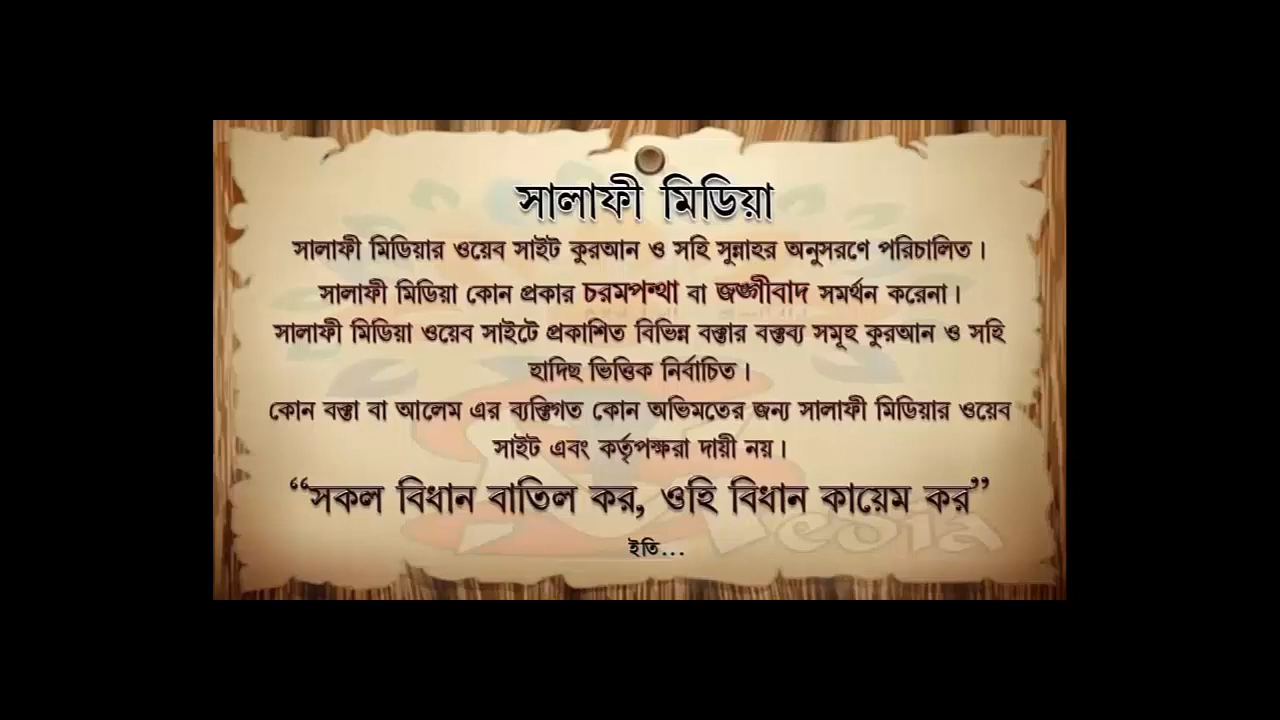 সালাফী মিডিয়া
সালাফী মিডিয়ার ওয়েব সাইট কুরআন ও সহি সুন্নাহর অনুসরণে পরিচালিত।
সালাফী মিডিয়া কোন প্রকার চরমপন্থা বা জঙ্গীবাদ সমর্থন করেনা।
সালাফী মিডিয়া ওয়েব সাইটে প্রকাশিত বিভিন্ন বক্তার বক্তব্য সমূহ কুরআন ও সহি
হাদিছ ভিত্তিক নির্বাচিত।
কোন বক্তা বা আলেম এর ব্যক্তিগত কোন অভিমতের জন্য সালাফী মিডিয়ার ওয়েব
সাইট এবং কর্তৃপক্ষরা দায়ী নয়।
“সকল বিধান বাতিল কর, ওহি বিধান কায়েম কর”
ইতি...